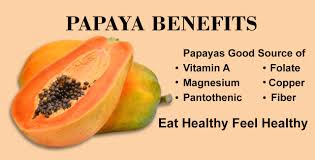 PAPAYA BENEFITS
Papayas Good Source of
• Vitamin A • Folate
• Magnesium • Copper
• Pantothenic • Fiber
Eat Healthy Feel Healthy